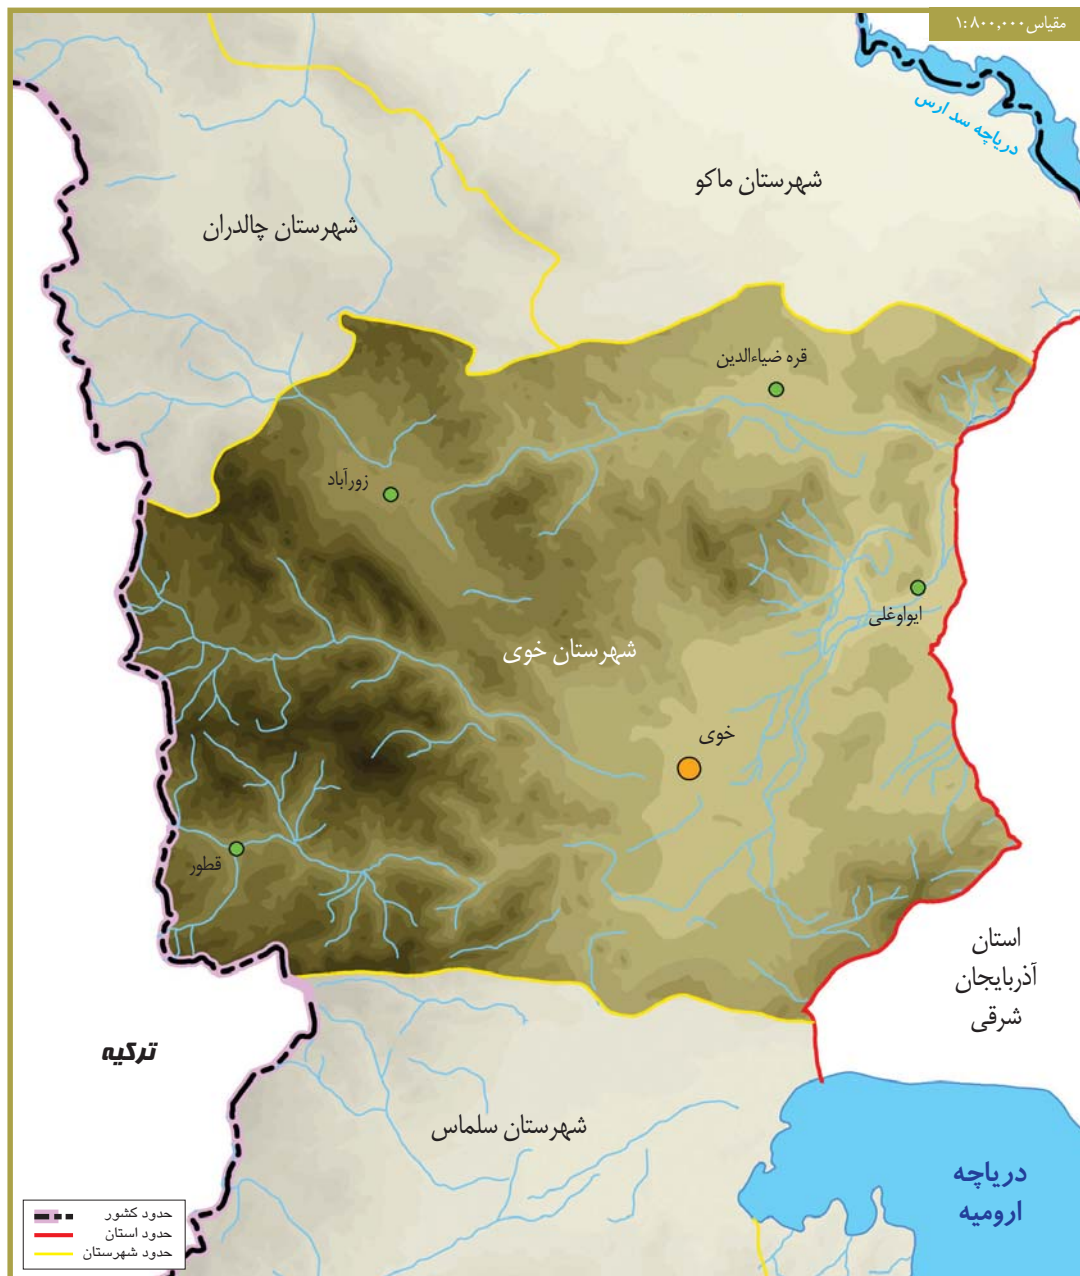 مقیاس ۱:۸۰۰,۰۰۰
دریاچه سد ارس
شهرستان ماکو
شهرستان چالدران
قره ضیاءالدین
زورآباد
ایواوغلی
شهرستان خوی
خوی
قطور
استان
آذربایجان
شرقی
ترکیه
شهرستان سلماس
دریاچه
ارومیه
حدود کشور
حدود استان
حدود شهرستان